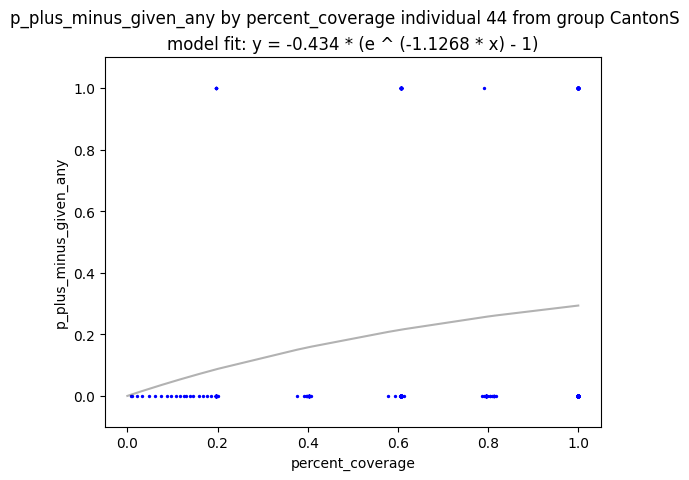 p_plus_minus_given_any by percent_coverage individual 44 from group CantonS
model fit: y = -0.434 * (e ^ (-1.1268 * x) - 1)
p_plus_minus_given_any
1.0
0.8
0.6
0.4
0.2
0.0
0.0 0.2 0.4 0.6 0.8 1.0
percent_coverage